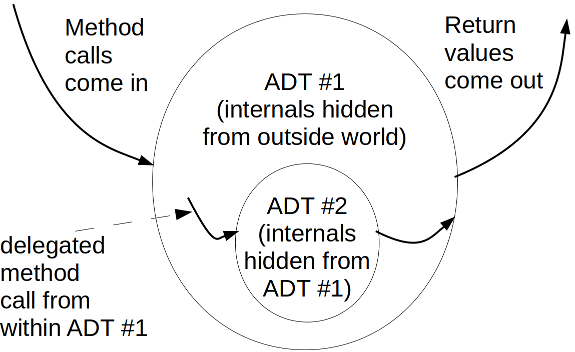 Method
calls
come in
Return
values
come out
ADT #1
(internals hidden
from outside world)
ADT #2
(internals
hidden from
ADT #1)
delegated
method
call from
within ADT #1